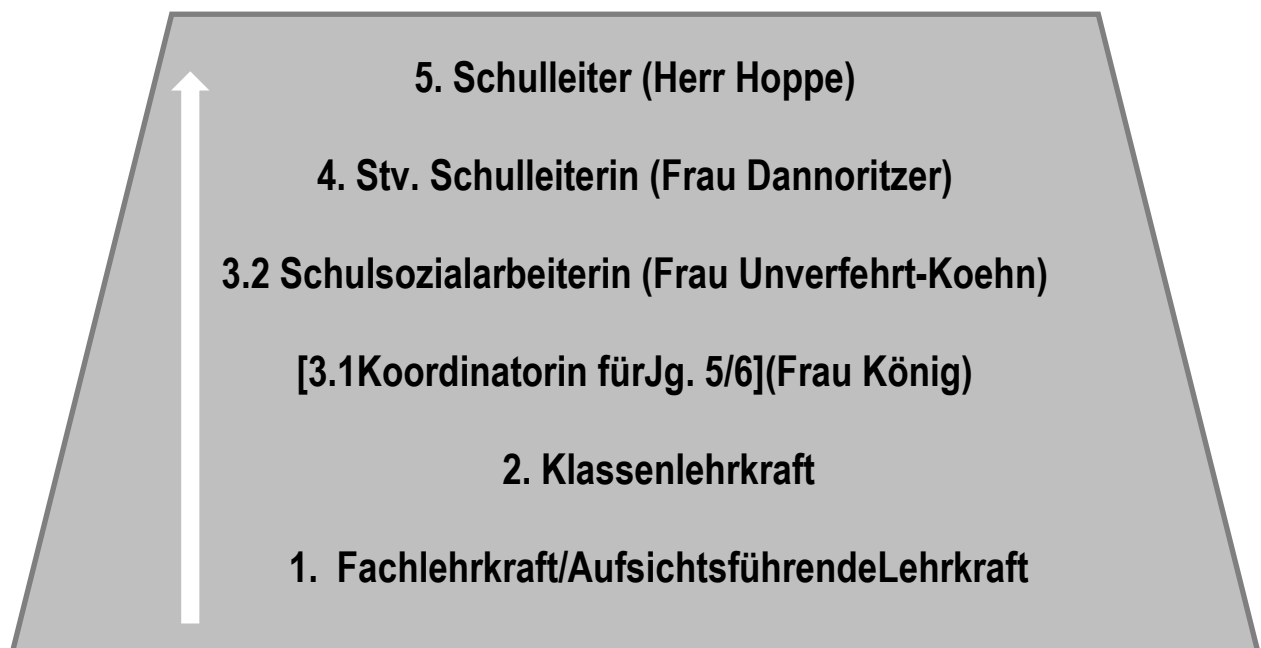 5. Schulleiter (Herr Hoppe)
4. Stv. Schulleiterin (Frau Dannoritzer)
3.2 Schulsozialarbeiterin (Frau Unverfehrt-Koehn)
[3.1Koordinatorin fürJg. 5/6](Frau König)
2. Klassenlehrkraft
1. Fachlehrkraft/AufsichtsführendeLehrkraft